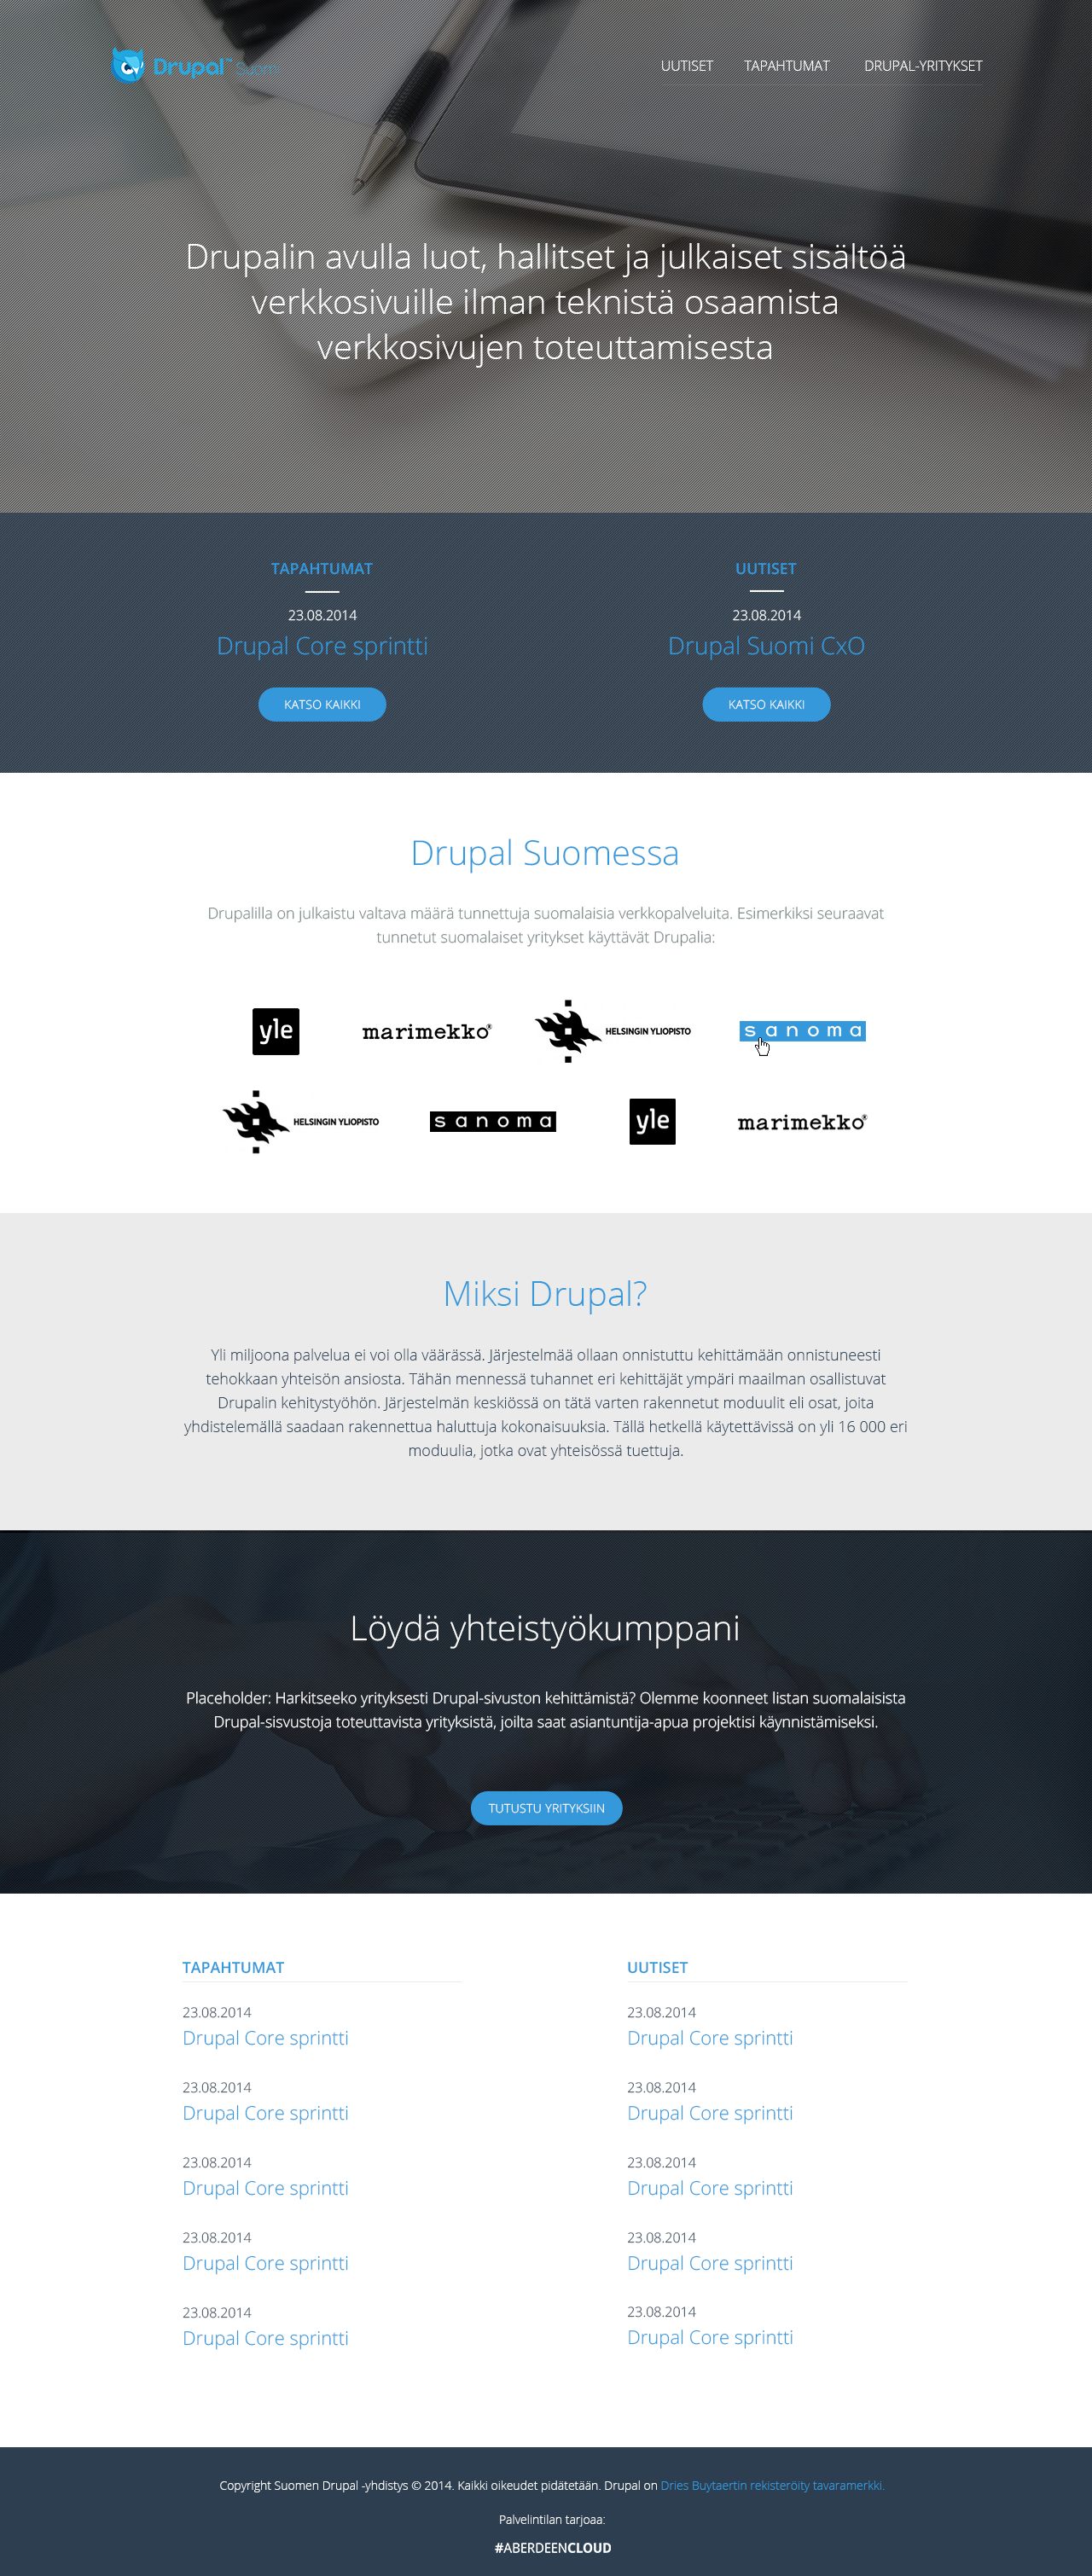 Drupal™ Suomi
UUTISET TAPAHTUMAT DRUPAL-YRITYKSET
Drupalin avulla luot, hallitset ja julkaiset sisältöä
verkkosivuille ilman teknistä osaamista
verkkosivujen toteuttamisesta
TAPAHTUMAT
23.08.2014
Drupal Core sprintti
KATSO KAIKKI
UUTISET
23.08.2014
Drupal Suomi CxO
KATSO KAIKKI
Drupal Suomessa
Drupalilla on julkaistu valtava määrä tunnettuja suomalaisia verkkopalveluita. Esimerkiksi seuraavat
tunnetut suomalaiset yritykset käyttävät Drupalia:
yle marimekko® HELSINGIN YLIOPISTO sanoma
HELSINGIN YLIOPISTO sanoma yle marimekko®
Miksi Drupal?
Yli miljoona palvelua ei voi olla väärässä. Järjestelmää ollaan onnistuttu kehittämään onnistuneesti
tehokkaan yhteisön ansiosta. Tähän mennessä tuhannet eri kehittäjät ympäri maailman osallistuvat
Drupalin kehitystyöhön. Järjestelmän keskiössä on tätä varten rakennetut moduulit eli osat, joita
yhdistelemällä saadaan rakennettua haluttuja kokonaisuuksia. Tällä hetkellä käytettävissä on yli 16 000 eri
moduulia, jotka ovat yhteisössä tuettuja.
Löydä yhteistyökumppani
Placeholder: Harkitseeko yrityksesti Drupal-sivuston kehittämistä? Olemme koonneet listan suomalaisista
Drupal-sisvustoja toteuttavista yrityksistä, joilta saat asiantuntija-apua projektisi käynnistämiseksi.
TUTUSTU YRITYKSIIN
TAPAHTUMAT
23.08.2014
Drupal Core sprintti
23.08.2014
Drupal Core sprintti
23.08.2014
Drupal Core sprintti
23.08.2014
Drupal Core sprintti
23.08.2014
Drupal Core sprintti
UUTISET
23.08.2014
Drupal Core sprintti
23.08.2014
Drupal Core sprintti
23.08.2014
Drupal Core sprintti
23.08.2014
Drupal Core sprintti
23.08.2014
Drupal Core sprintti
Copyright Suomen Drupal -yhdistys © 2014. Kaikki oikeudet pidätetään. Drupal on Dries Buytaertin rekisteröity tavaramerkki.
Palvelintilan tarjoaa:
#ABERDEENCLOUD